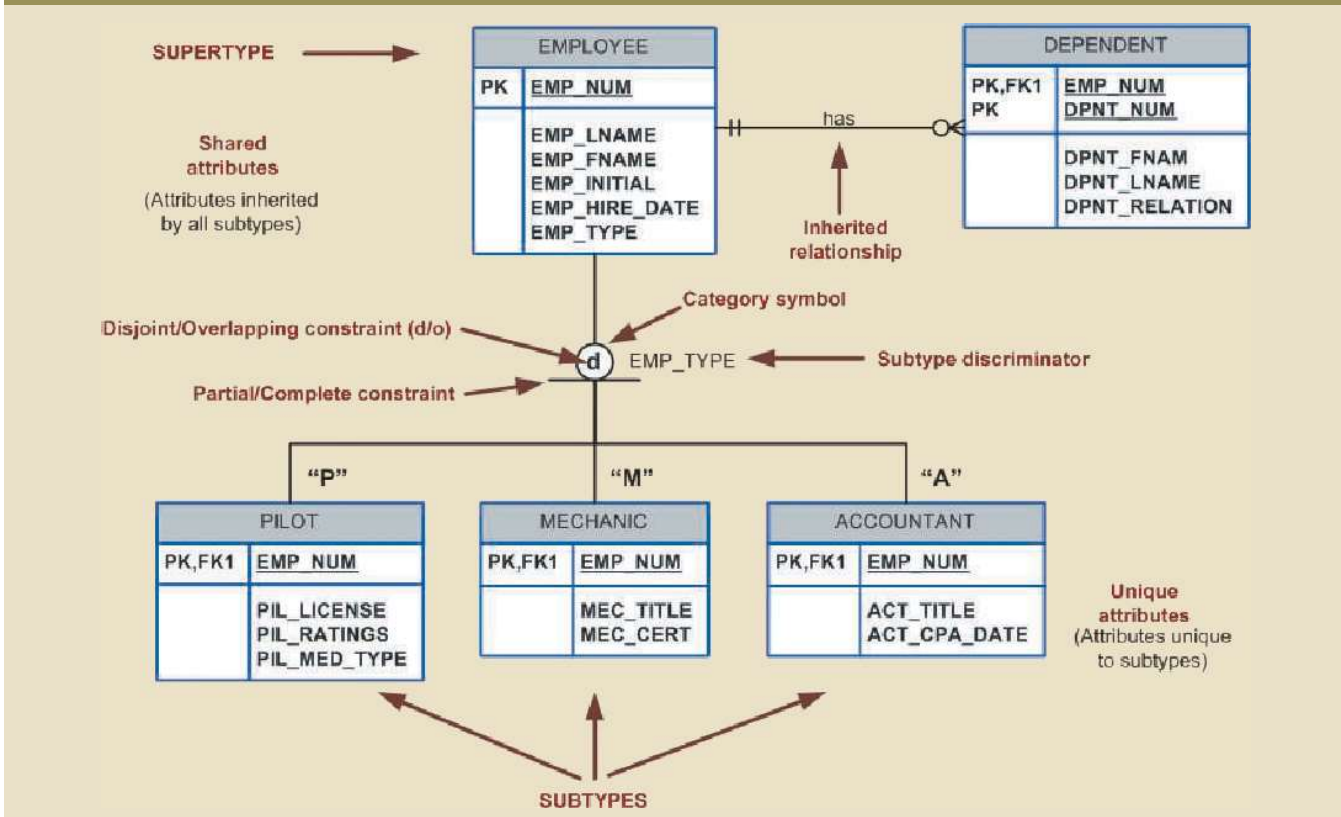 SUPERTYPE
EMPLOYEE
PK EMP_NUM
EMP_LNAME
EMP_FNAME
EMP_INITIAL
EMP_HIRE_DATE
EMP_TYPE
DEPENDENT
PK,FK1 EMP_NUM
PK DPNT_NUM
DPNT_FNAM
DPNT_LNAME
DPNT_RELATION
has
Shared
attributes
(Attributes inherited
by all subtypes)
Inherited
relationship
Category symbol
Disjoint/Overlapping constraint (d/o)
d
EMP_TYPE
Subtype discriminator
Partial/Complete constraint
“P”
“M”
“A”
PILOT
PK,FK1 EMP_NUM
PIL_LICENSE
PIL_RATINGS
PIL_MED_TYPE
MECHANIC
PK,FK1 EMP_NUM
MEC_TITLE
MEC_CERT
ACCOUNTANT
PK,FK1 EMP_NUM
ACT_TITLE
ACT_CPA_DATE
Unique
attributes
(Attributes unique
to subtypes)
SUBTYPES